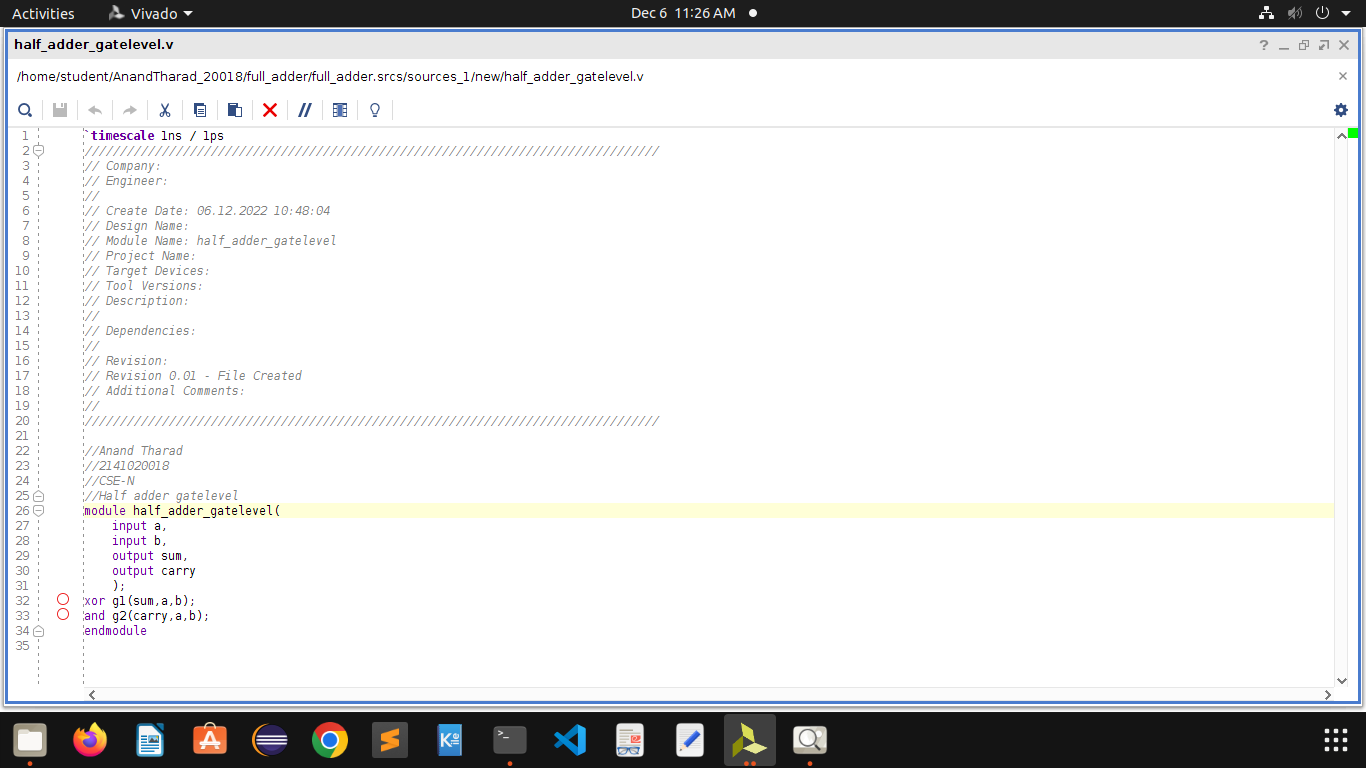 Activities Vivado Dec 6 11:26 AM
half_adder_gatelevel.v ?
/home/student/AnandTharad_20018/full_adder/full_adder.srcs/sources_1/new/half_adder_gatelevel.v
//
1 `timescale 1ns / 1ps
2 //////////////////////////////////////////////////////////////////////////////////
3 // Company:
4 // Engineer:
5 //
6 // Create Date: 06.12.2022 10:48:04
7 // Design Name:
8 // Module Name: half_adder_gatelevel
9 // Project Name:
10 // Target Devices:
11 // Tool Versions:
12 // Description:
13 //
14 // Dependencies:
15 //
16 // Revision:
17 // Revision 0.01 - File Created
18 // Additional Comments:
19 //
20 //////////////////////////////////////////////////////////////////////////////////
21
22 //Anand Tharad
23 //2141020018
24 //CSE-N
25 //Half adder gatelevel
26 module half_adder_gatelevel(
27 input a,
28 input b,
29 output sum,
30 output carry
31 );
32 xor g1(sum,a,b);
33 and g2(carry,a,b);
34 endmodule
35